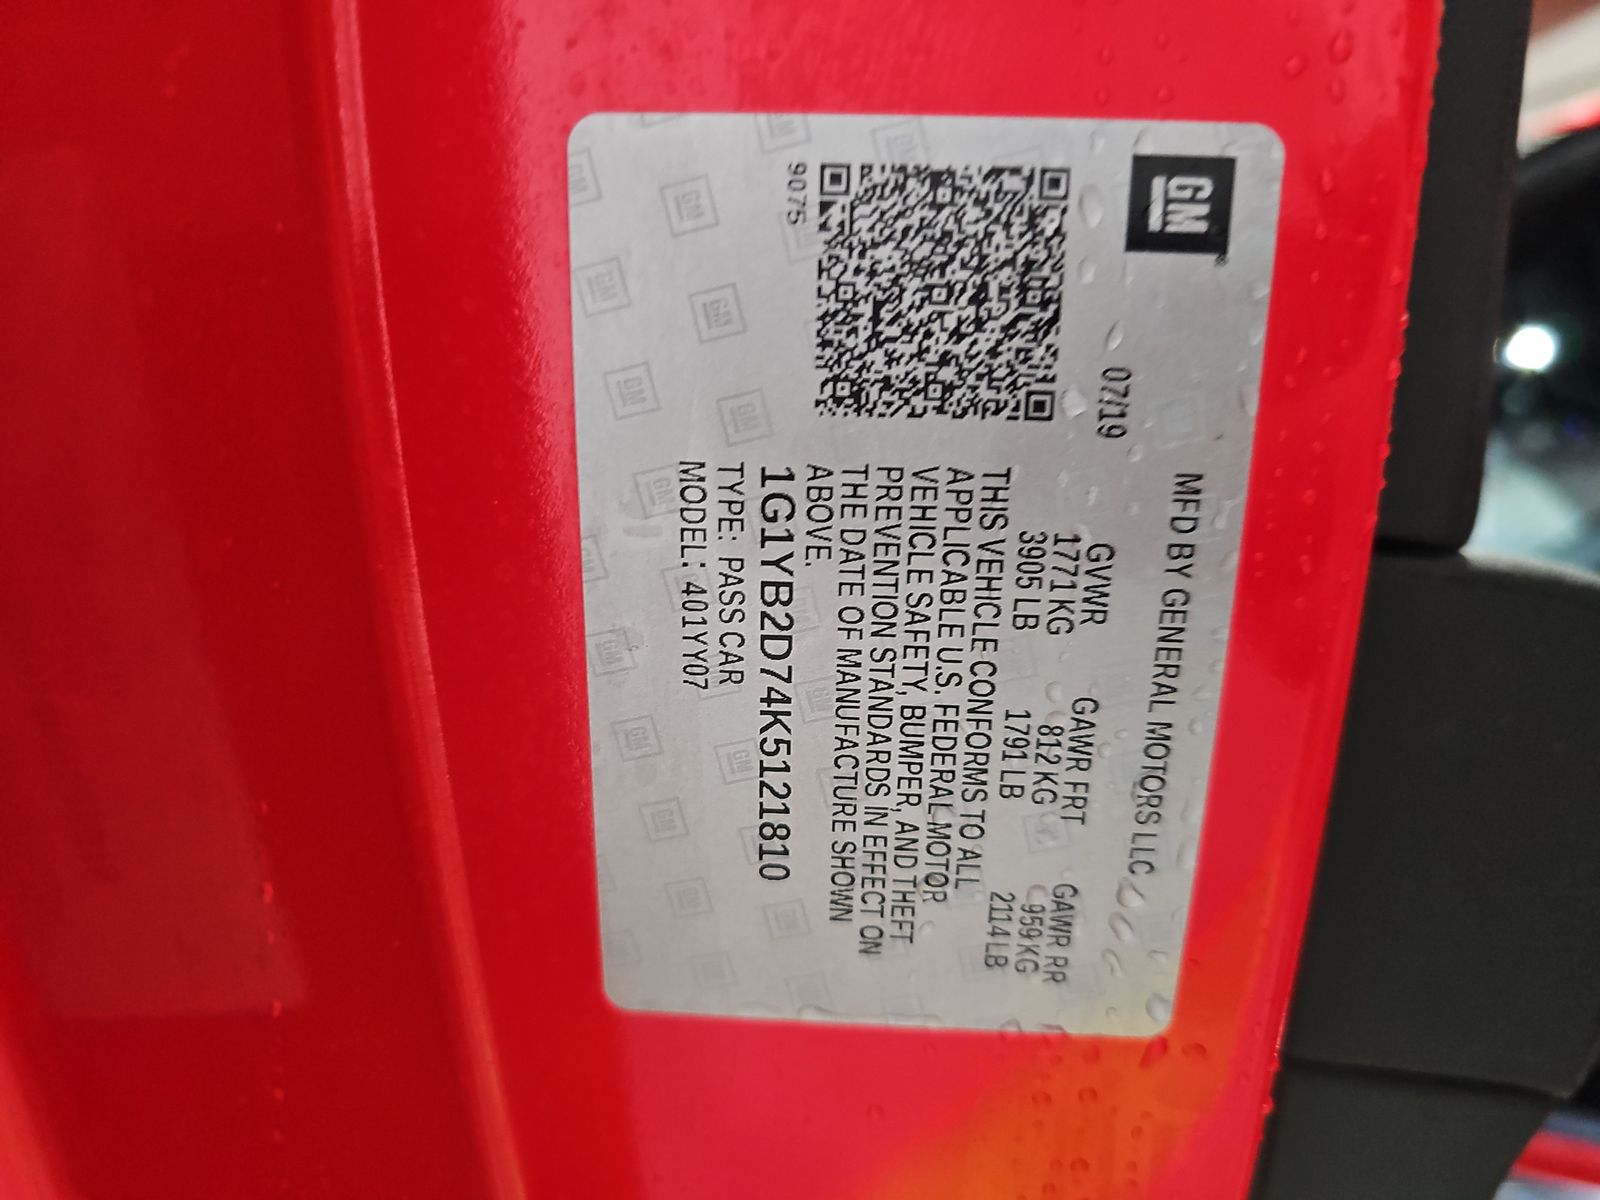 GM
MFD BY GENERAL MOTORS LLC
07/19
GVWR GAWR FRT GAWR RR
1771 KG 812 KG 959 KG
3905 LB 1791 LB 2114 LB
THIS VEHICLE CONFORMS TO ALL
APPLICABLE U.S. FEDERAL MOTOR
VEHICLE SAFETY, BUMPER, AND THEFT
PREVENTION STANDARDS IN EFFECT ON
THE DATE OF MANUFACTURE SHOWN
ABOVE.
1G1YB2D74K5121810
TYPE: PASS CAR
MODEL: 401YY07
9075